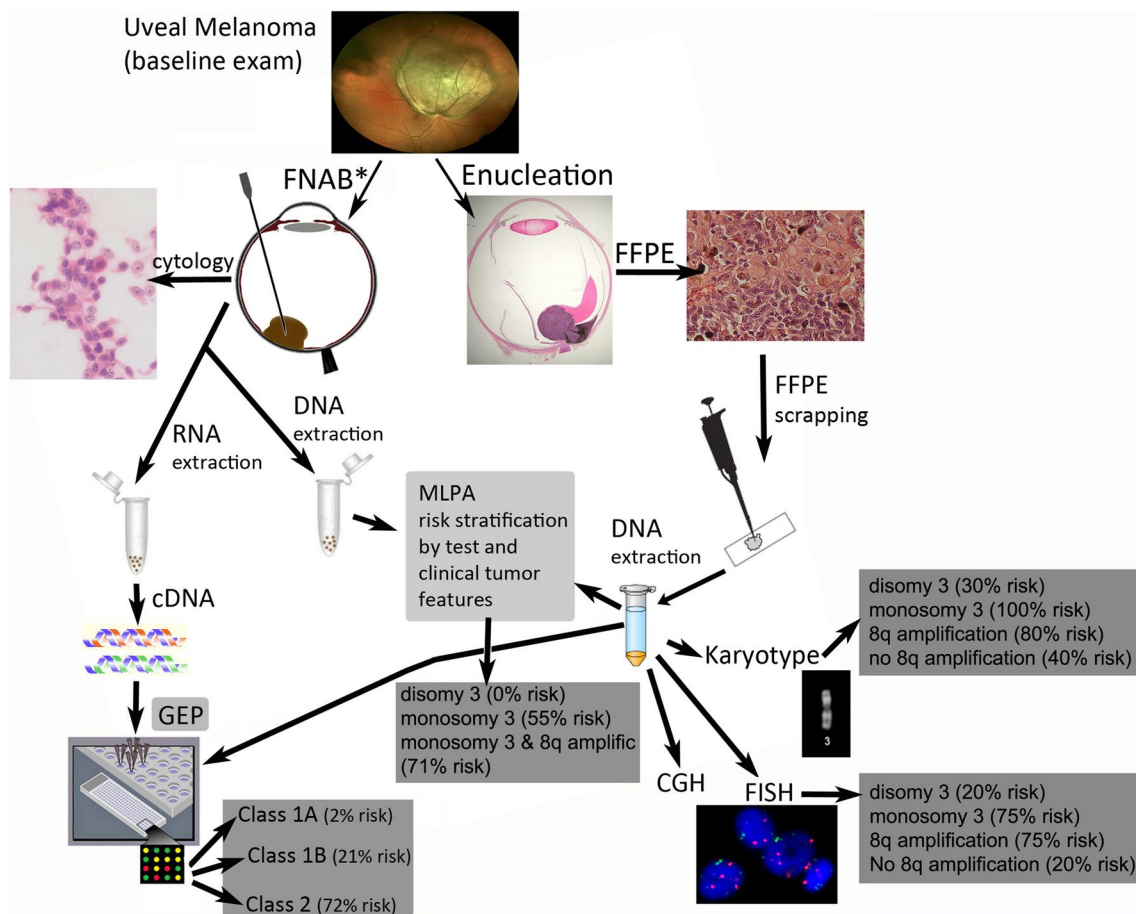 Uveal Melanoma
(baseline exam)
FNAB*
Enucleation
cytology
FFPE
FFPE
scrapping
DNA
extraction
RNA
extraction
MLPA
risk stratification
by test and
clinical tumor
features
DNA
extraction
cDNA
disomy 3 (30% risk)
monosomy 3 (100% risk)
8q amplification (80% risk)
no 8q amplification (40% risk)
Karyotype
3
GEP
disomy 3 (0% risk)
monosomy 3 (55% risk)
monosomy 3 & 8q amplific
(71% risk)
CGH
FISH
disomy 3 (20% risk)
monosomy 3 (75% risk)
8q amplification (75% risk)
No 8q amplification (20% risk)
Class 1A (2% risk)
Class 1B (21% risk)
Class 2 (72% risk)